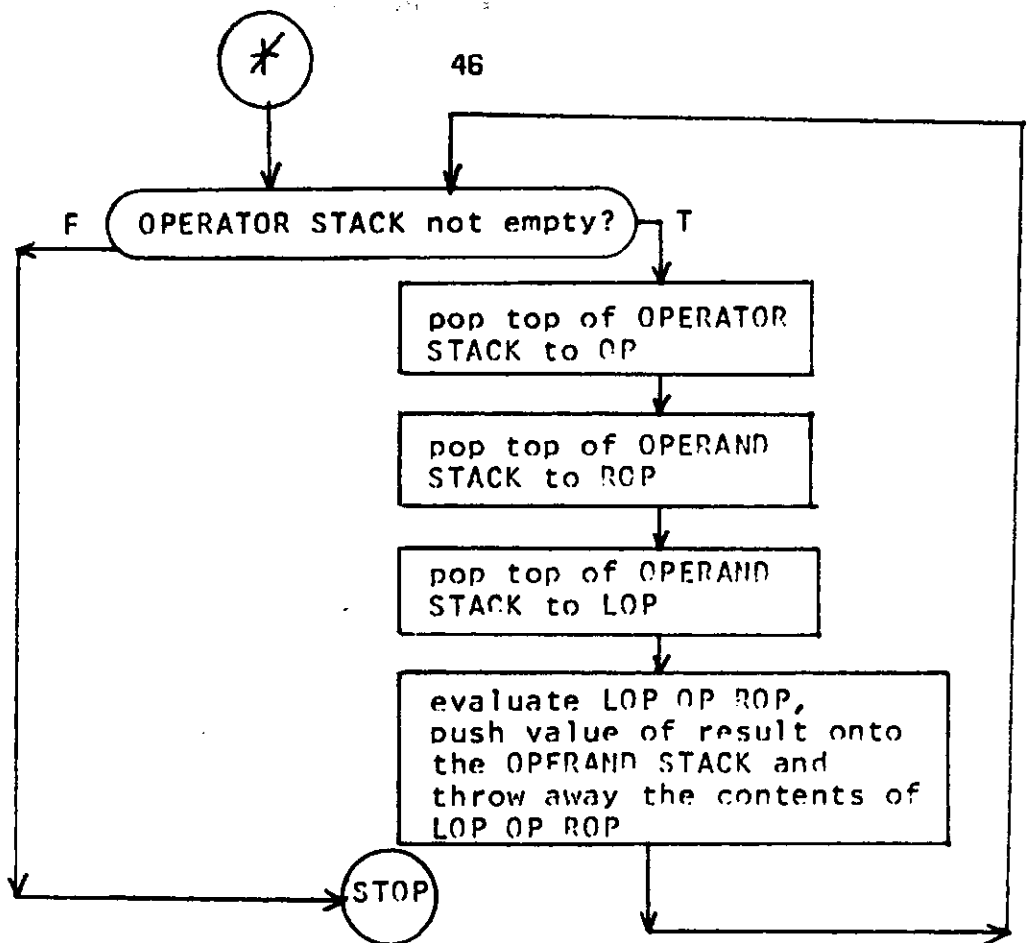 *
46
F
OPERATOR STACK not empty?
T
pop top of OPERATOR
STACK to OP
pop top of OPERAND
STACK to ROP
pop top of OPERAND
STACK to LOP
evaluate LOP OP ROP,
push value of result onto
the OPERAND STACK and
throw away the contents of
LOP OP ROP
STOP